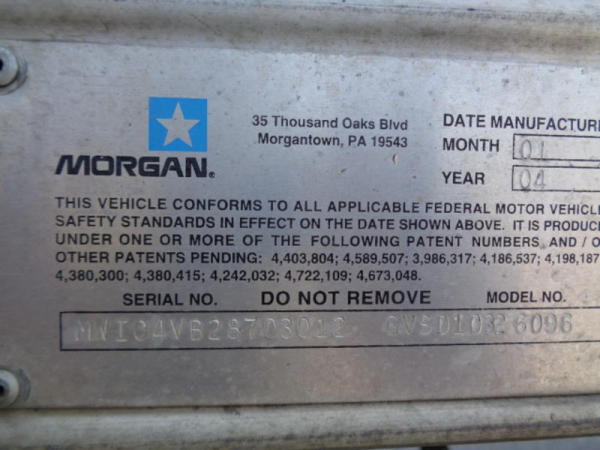 35 Thousand Oaks Blvd
Morgantown, PA 19543
MORGAN®
DATE MANUFACTUR
MONTH 01
YEAR 04
THIS VEHICLE CONFORMS TO ALL APPLICABLE FEDERAL MOTOR VEHICLE
SAFETY STANDARDS IN EFFECT ON THE DATE SHOWN ABOVE. IT IS PRODUC
UNDER ONE OR MORE OF THE FOLLOWING PATENT NUMBERS, AND / O
OTHER PATENTS PENDING: 4,403,804; 4,589,507; 3,986,317; 4,186,537; 4,198,187
4,380,300; 4,380,415; 4,242,032; 4,722,109; 4,673,048.
SERIAL NO. DO NOT REMOVE MODEL NO.